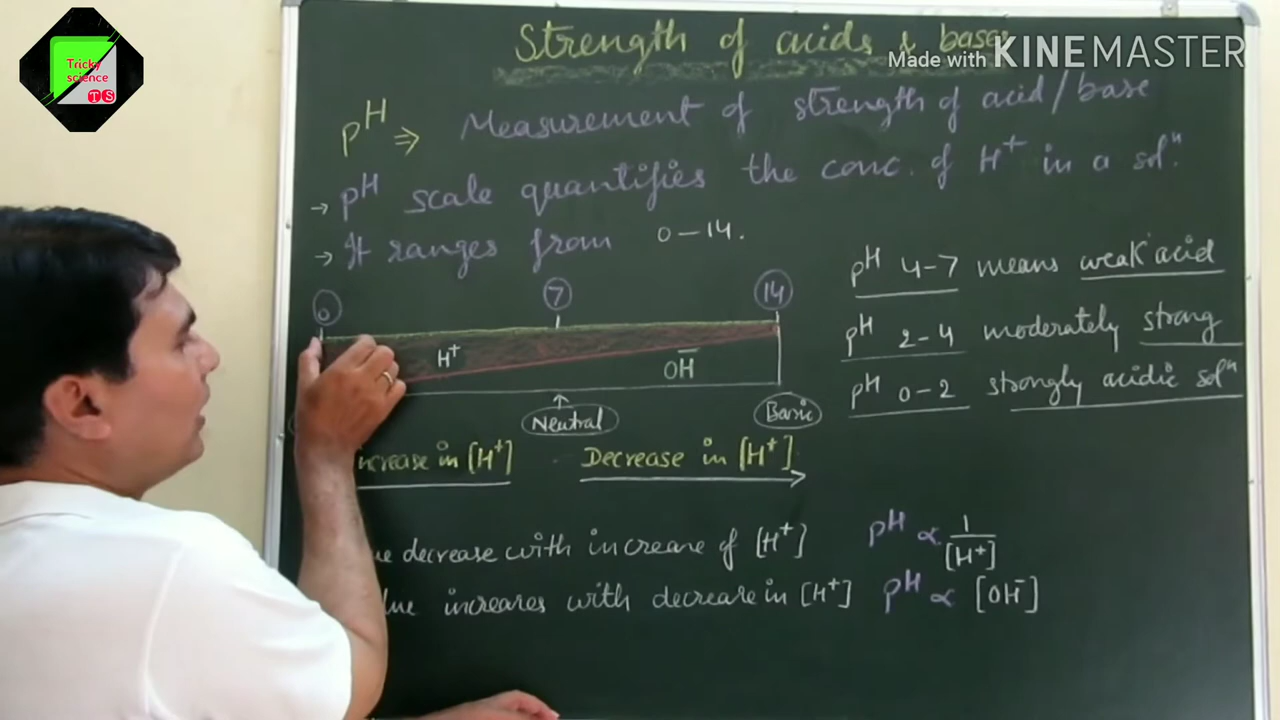 Tricky
science
TS
Strength of acids & bases
Made with KINEMASTER
pH ⇒ Measurement of strength of acid/base
→ pH scale quantifies the conc. of H⁺ in a solⁿ.
→ It ranges from 0–14.
0 7 14
H⁺ OH⁻
↑
Neutral Basic
ncrease in [H⁺] Decrease in [H⁺]
ue decrease with increase of [H⁺]
lue increases with decrease in [H⁺]
pH 4–7 means weak acid
pH 2–4 moderately strong
pH 0–2 strongly acidic solⁿ
pH ∝ 1/[H⁺]
pH ∝ [OH⁻]